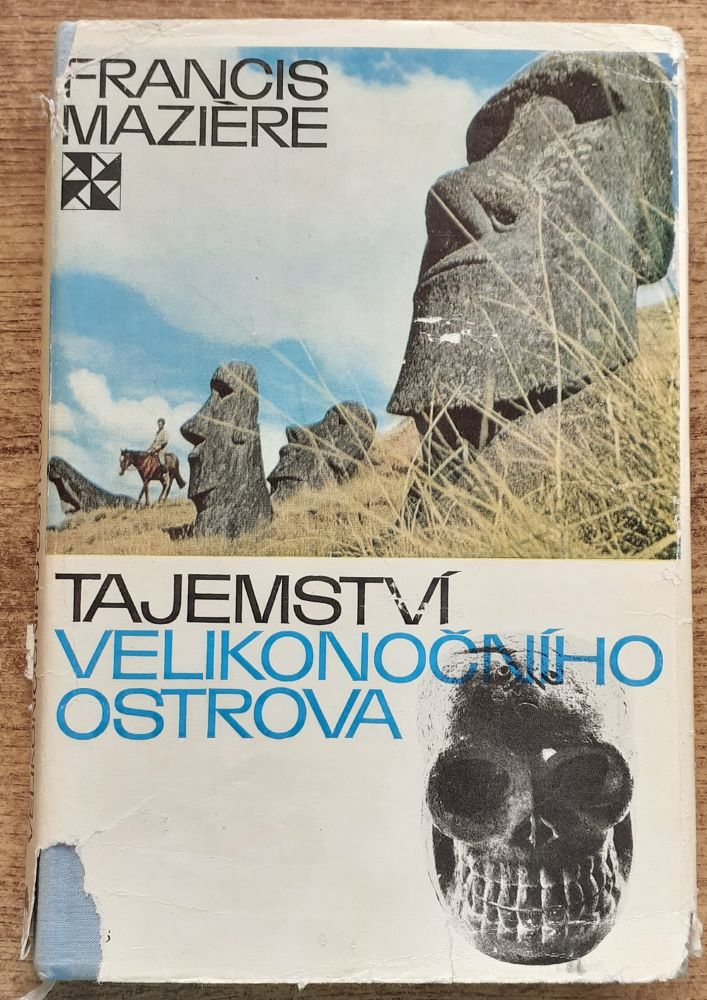 FRANCIS
MAZIÈRE
TAJEMSTVÍ
VELIKONOČNÍHO
OSTROVA